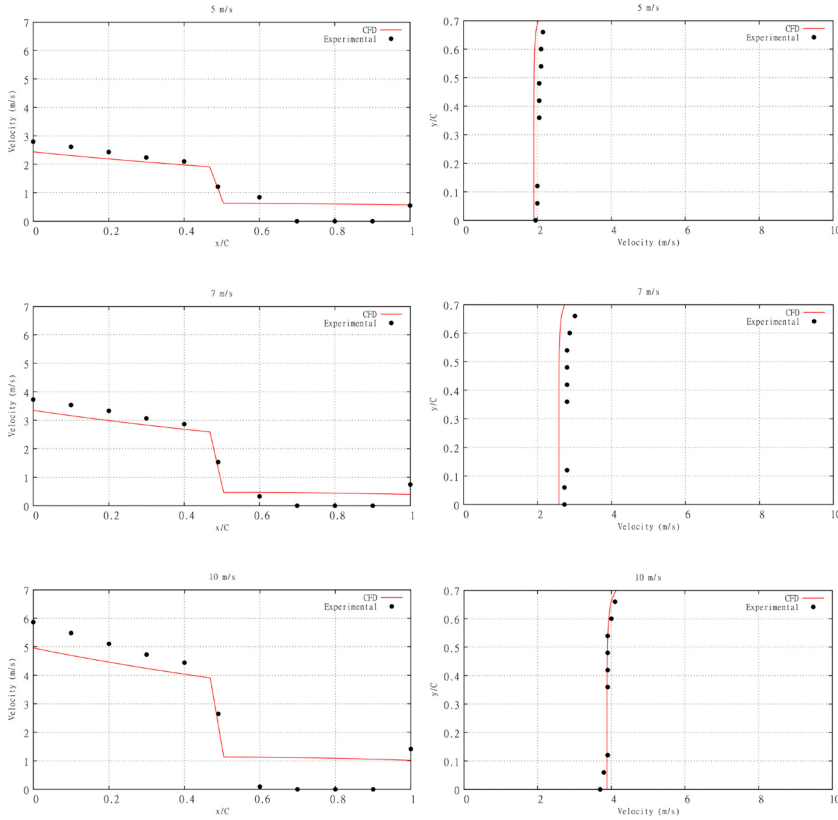 5 m/s
7
6
5
4
3
2
1
0
Velocity (m/s)
CFD
Experimental
0 0.2 0.4 0.6 0.8 1
x/C
5 m/s
0.7
0.6
0.5
0.4
0.3
0.2
0.1
0
y/C
CFD
Experimental
0 2 4 6 8 10
Velocity (m/s)
7 m/s
7
6
5
4
3
2
1
0
Velocity (m/s)
CFD
Experimental
0 0.2 0.4 0.6 0.8 1
x/C
7 m/s
0.7
0.6
0.5
0.4
0.3
0.2
0.1
0
y/C
CFD
Experimental
0 2 4 6 8 10
Velocity (m/s)
10 m/s
7
6
5
4
3
2
1
0
Velocity (m/s)
CFD
Experimental
0 0.2 0.4 0.6 0.8 1
x/C
10 m/s
0.7
0.6
0.5
0.4
0.3
0.2
0.1
0
y/C
CFD
Experimental
0 2 4 6 8 10
Velocity (m/s)